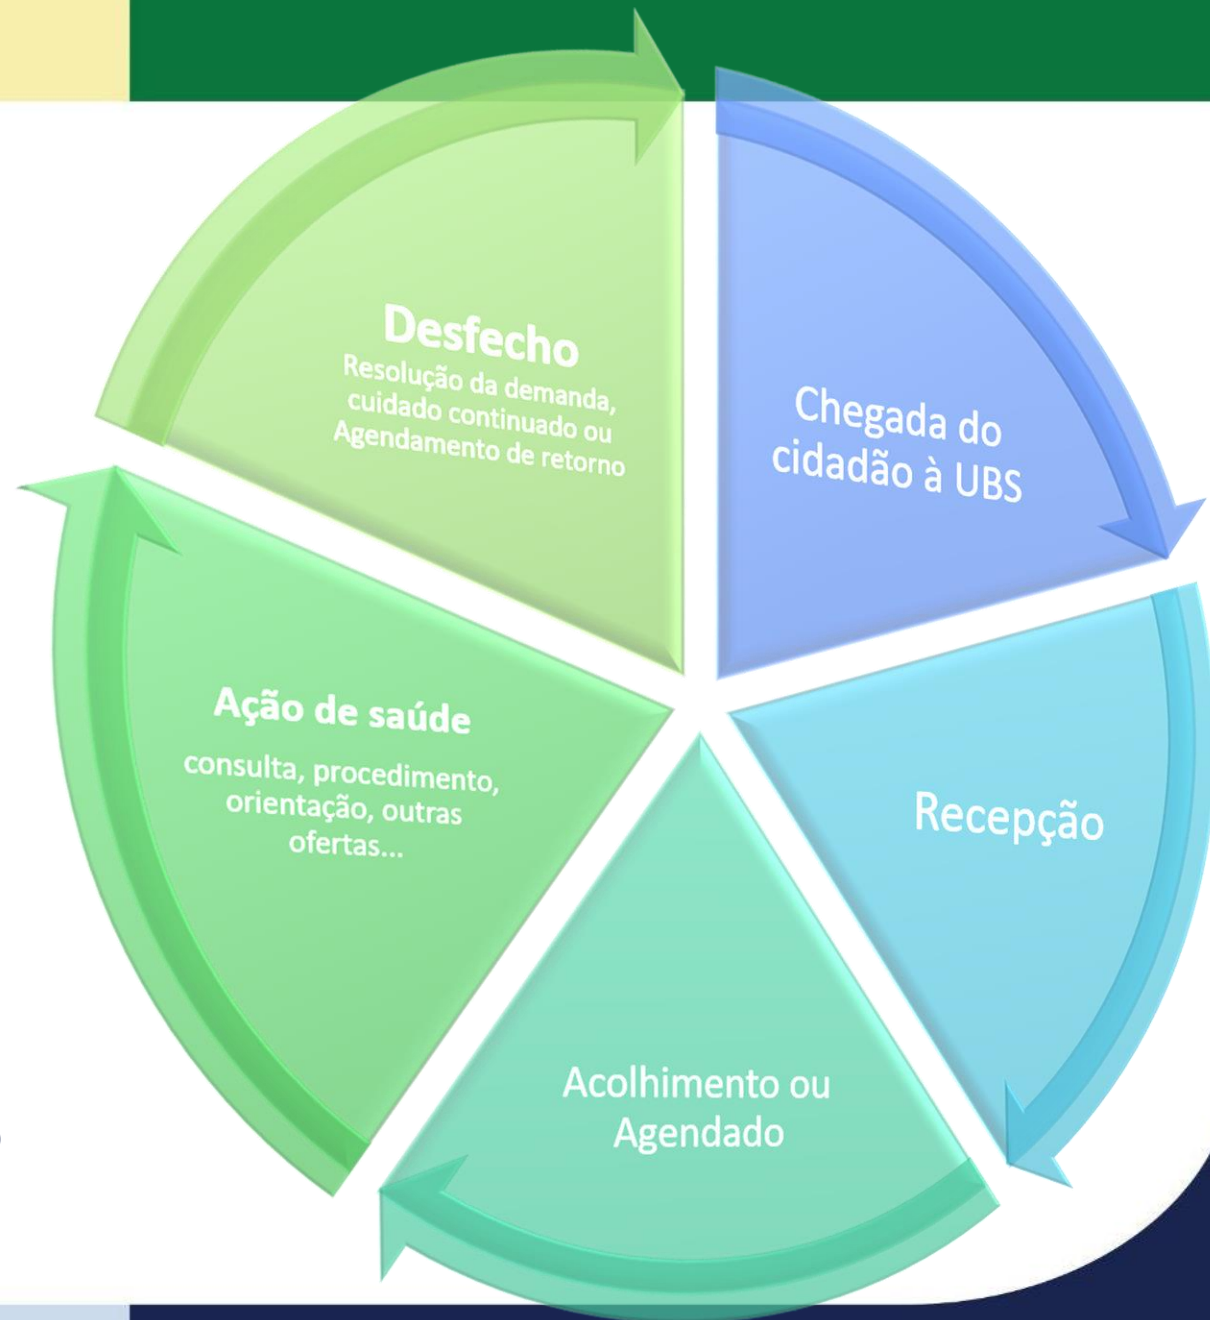 Chegada do
cidadão à UBS
Recepção
Acolhimento ou
Agendado
Ação de saúde
consulta, procedimento,
orientação, outras
ofertas...
Desfecho
Resolução da demanda,
cuidado continuado ou
Agendamento de retorno